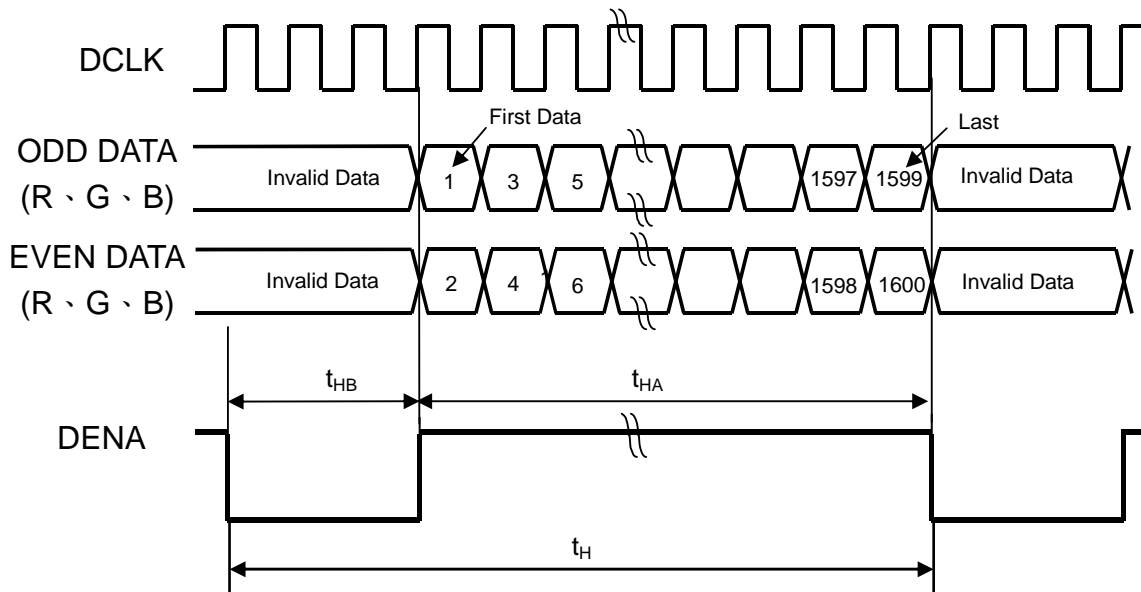 DCLK
First Data
Last
ODD DATA
(R、G、B)
Invalid Data
1
3
5
1597
1599
Invalid Data
EVEN DATA
(R、G、B)
Invalid Data
2
4
6
1598
1600
Invalid Data
tHB
tHA
DENA
tH